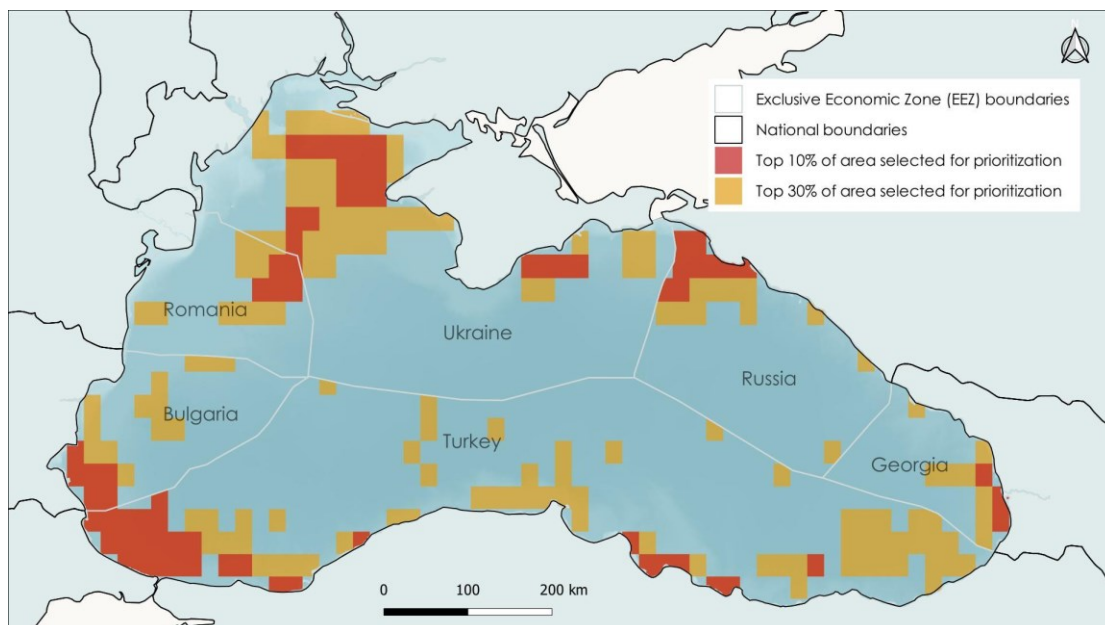 N
Exclusive Economic Zone (EEZ) boundaries
National boundaries
Top 10% of area selected for prioritization
Top 30% of area selected for prioritization
Romania
Ukraine
Russia
Bulgaria
Turkey
Georgia
0 100 200 km